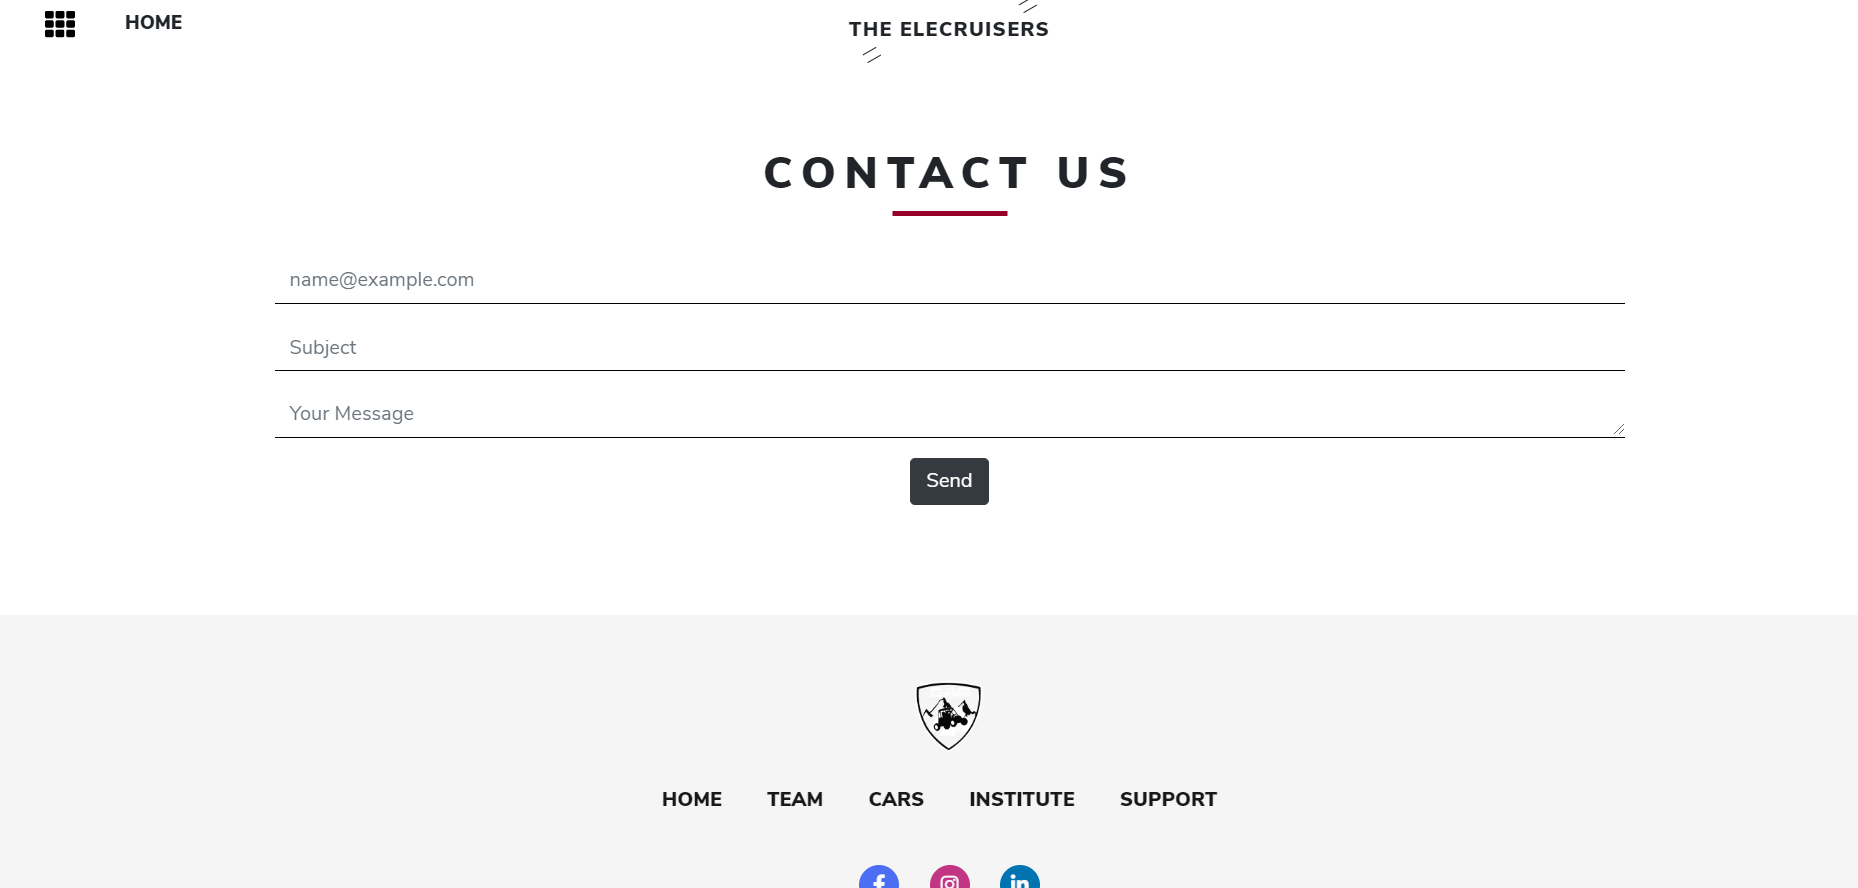 HOME
THE ELECRUISERS
CONTACT US
name@example.com
Subject
Your Message
Send
HOME TEAM CARS INSTITUTE SUPPORT